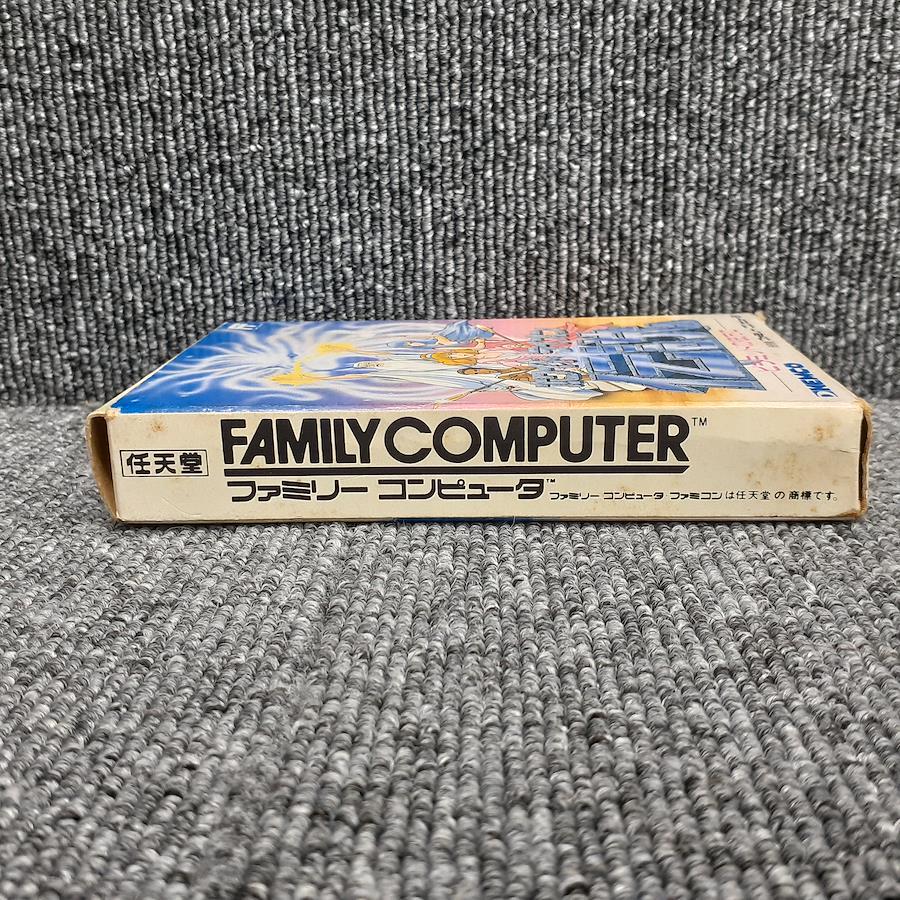 KEMCO
任天堂
FAMILY COMPUTER™
ファミリー コンピュータ™
ファミリー コンピュータ・ファミコンは任天堂の商標です。